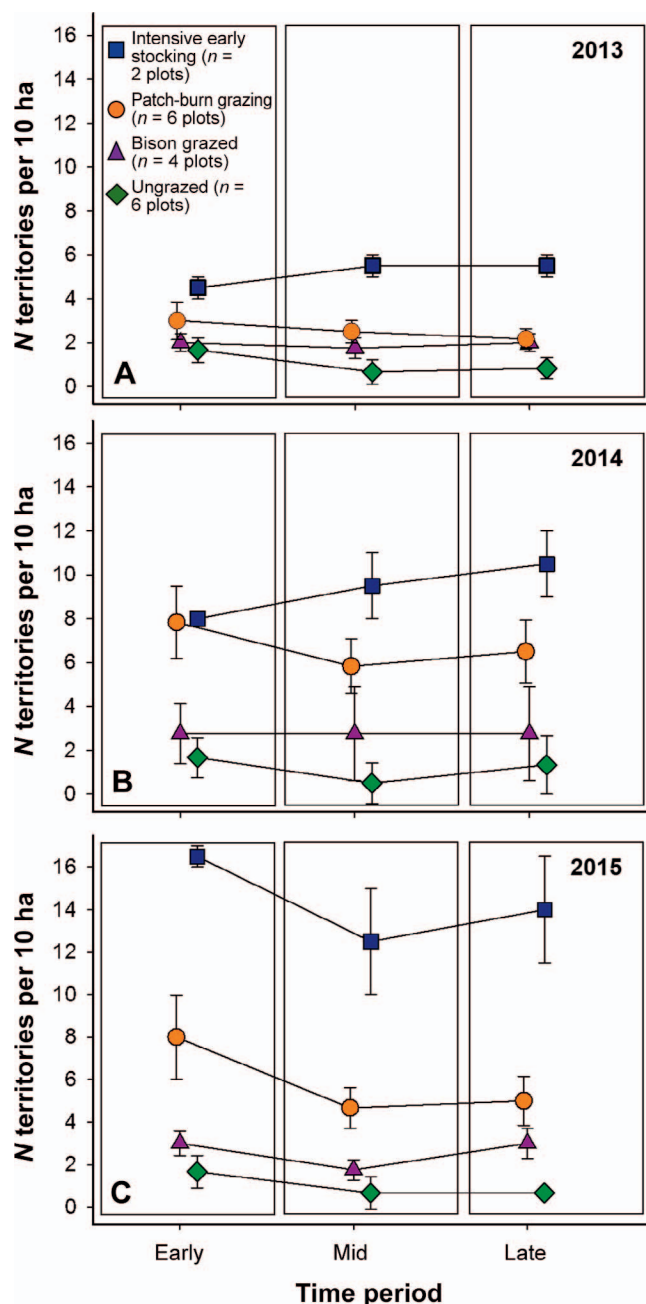 16
14
12
10
8
6
4
2
0
N territories per 10 ha
Intensive early
stocking (n =
2 plots)
Patch-burn grazing
(n = 6 plots)
Bison grazed
(n = 4 plots)
Ungrazed (n =
6 plots)
2013
A
16
14
12
10
8
6
4
2
0
N territories per 10 ha
2014
B
16
14
12
10
8
6
4
2
0
N territories per 10 ha
2015
C
Early Mid Late
Time period